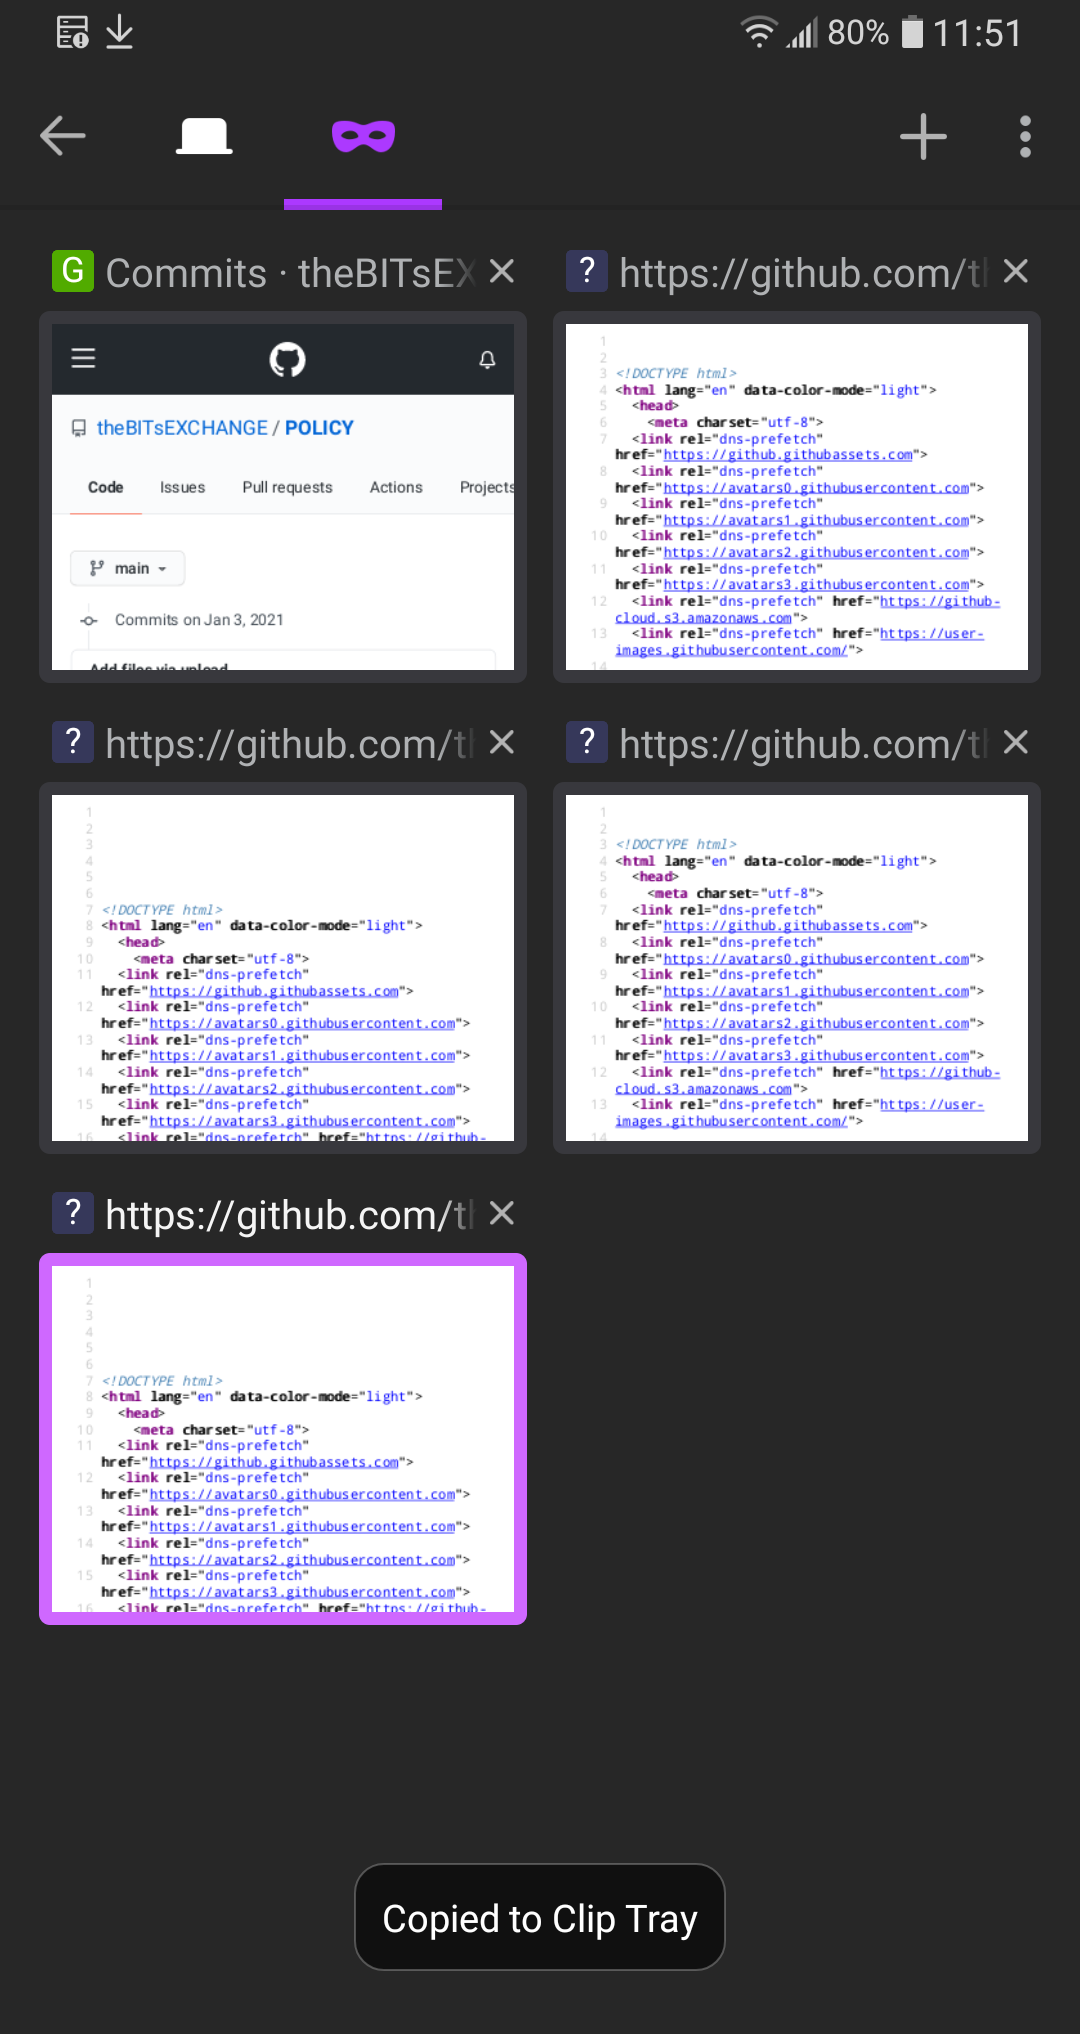 80% 11:51
G Commits · theBITsEX
theBITsEXCHANGE / POLICY
Code Issues Pull requests Actions Projects
main
Commits on Jan 3, 2021
Add files via upload
? https://github.com/th
1
2
3 <!DOCTYPE html>
4 <html lang="en" data-color-mode="light">
5 <head>
6 <meta charset="utf-8">
7 <link rel="dns-prefetch"
href="https://github.githubassets.com">
8 <link rel="dns-prefetch"
href="https://avatars0.githubusercontent.com">
9 <link rel="dns-prefetch"
href="https://avatars1.githubusercontent.com">
10 <link rel="dns-prefetch"
href="https://avatars2.githubusercontent.com">
11 <link rel="dns-prefetch"
href="https://avatars3.githubusercontent.com">
12 <link rel="dns-prefetch" href="https://github-
cloud.s3.amazonaws.com">
13 <link rel="dns-prefetch" href="https://user-
images.githubusercontent.com/">
14
? https://github.com/th
1
2
3
4
5
6
7 <!DOCTYPE html>
8 <html lang="en" data-color-mode="light">
9 <head>
10 <meta charset="utf-8">
11 <link rel="dns-prefetch"
href="https://github.githubassets.com">
12 <link rel="dns-prefetch"
href="https://avatars0.githubusercontent.com">
13 <link rel="dns-prefetch"
href="https://avatars1.githubusercontent.com">
14 <link rel="dns-prefetch"
href="https://avatars2.githubusercontent.com">
15 <link rel="dns-prefetch"
href="https://avatars3.githubusercontent.com">
16 <link rel="dns-prefetch" href="https://github-
? https://github.com/th
1
2
3 <!DOCTYPE html>
4 <html lang="en" data-color-mode="light">
5 <head>
6 <meta charset="utf-8">
7 <link rel="dns-prefetch"
href="https://github.githubassets.com">
8 <link rel="dns-prefetch"
href="https://avatars0.githubusercontent.com">
9 <link rel="dns-prefetch"
href="https://avatars1.githubusercontent.com">
10 <link rel="dns-prefetch"
href="https://avatars2.githubusercontent.com">
11 <link rel="dns-prefetch"
href="https://avatars3.githubusercontent.com">
12 <link rel="dns-prefetch" href="https://github-
cloud.s3.amazonaws.com">
13 <link rel="dns-prefetch" href="https://user-
images.githubusercontent.com/">
14
? https://github.com/th
1
2
3
4
5
6
7 <!DOCTYPE html>
8 <html lang="en" data-color-mode="light">
9 <head>
10 <meta charset="utf-8">
11 <link rel="dns-prefetch"
href="https://github.githubassets.com">
12 <link rel="dns-prefetch"
href="https://avatars0.githubusercontent.com">
13 <link rel="dns-prefetch"
href="https://avatars1.githubusercontent.com">
14 <link rel="dns-prefetch"
href="https://avatars2.githubusercontent.com">
15 <link rel="dns-prefetch"
href="https://avatars3.githubusercontent.com">
16 <link rel="dns-prefetch" href="https://github-
Copied to Clip Tray